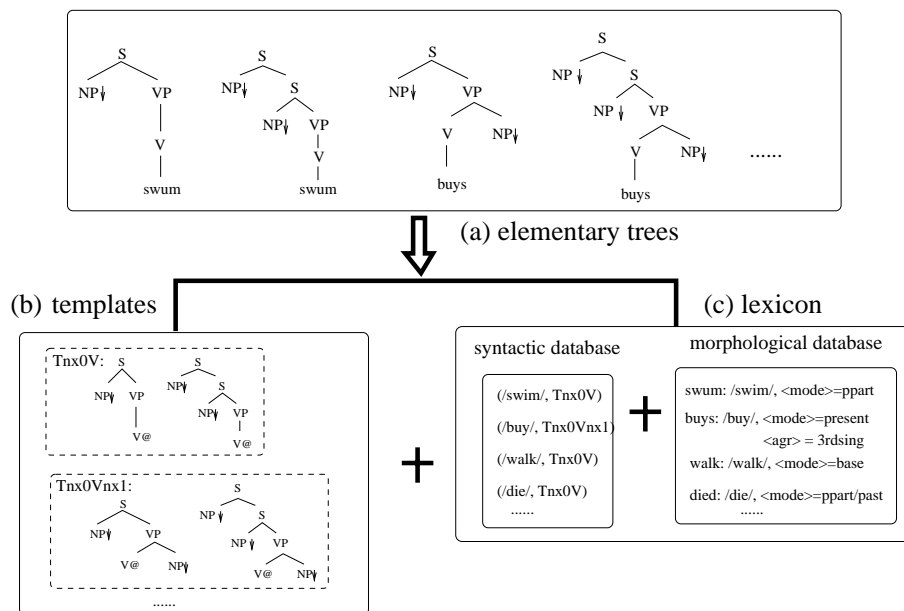 S
NP
VP
V
swum
S
NP
S
NP
VP
V
swum
S
NP
VP
V
NP
buys
S
NP
S
NP
VP
V
NP
buys
......
(a) elementary trees
(b) templates
Tnx0V:
S
NP
VP
V@
S
NP
S
NP
VP
V@
Tnx0Vnx1:
S
NP
VP
V@
NP
S
NP
S
NP
VP
V@
NP
......
+
(c) lexicon
syntactic database
(/swim/, Tnx0V)
(/buy/, Tnx0Vnx1)
(/walk/, Tnx0V)
(/die/, Tnx0V)
......
+
morphological database
swum: /swim/, <mode>=ppart
buys: /buy/, <mode>=present
<agr> = 3rdsing
walk: /walk/, <mode>=base
died: /die/, <mode>=ppart/past
......